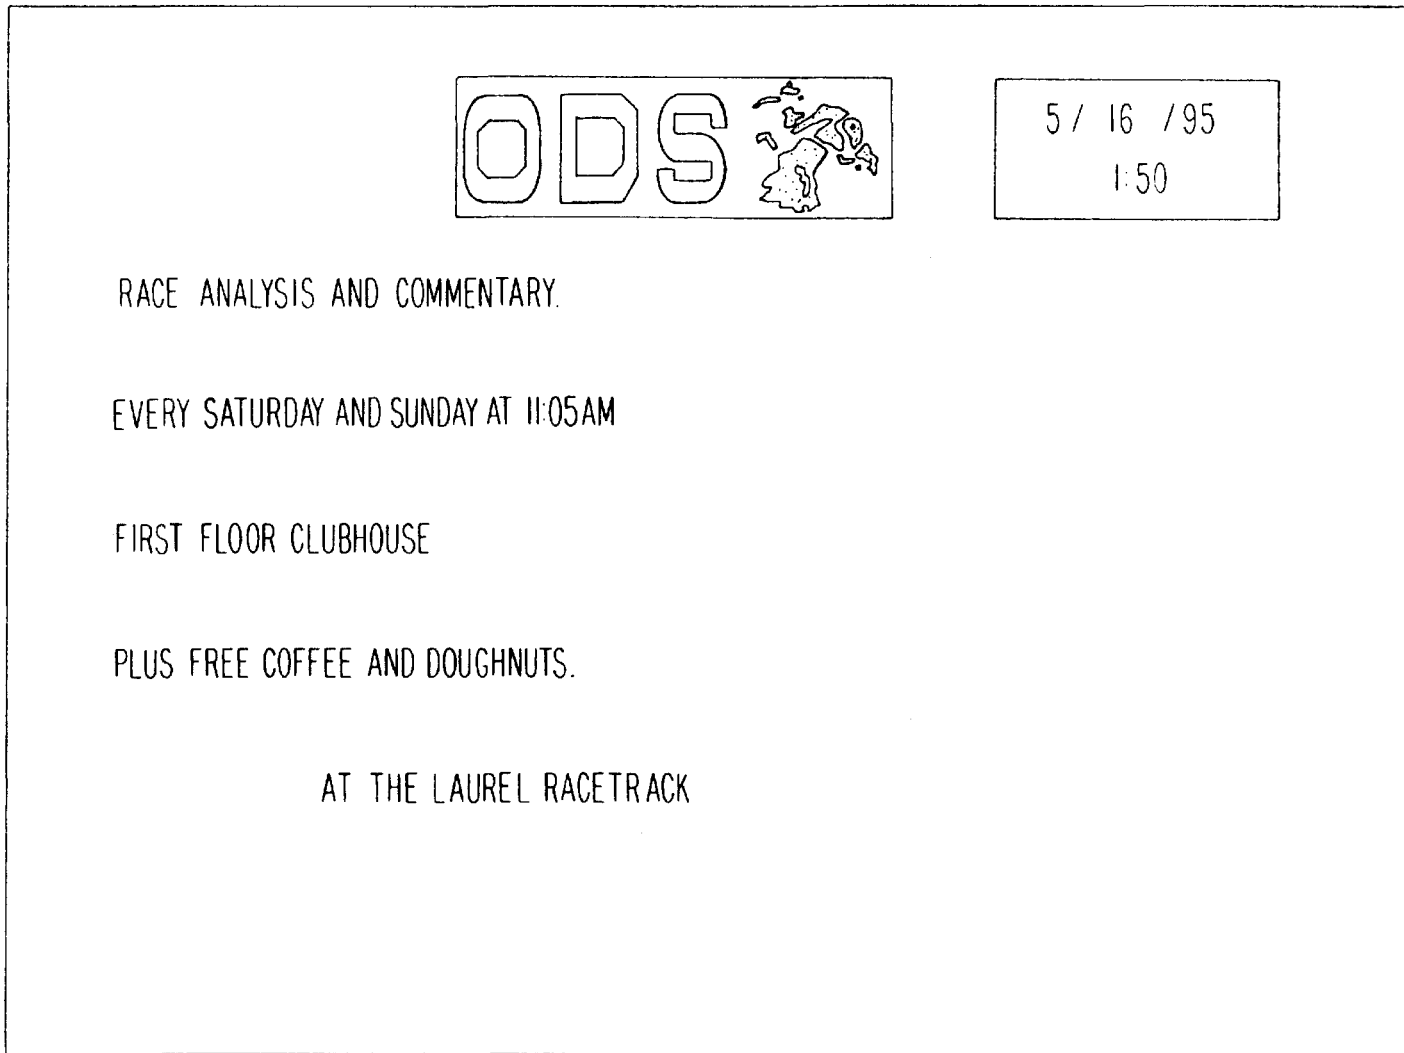 ODS
5/ 16 /95
1:50
RACE ANALYSIS AND COMMENTARY.
EVERY SATURDAY AND SUNDAY AT 11:05AM
FIRST FLOOR CLUBHOUSE
PLUS FREE COFFEE AND DOUGHNUTS.
AT THE LAUREL RACETRACK